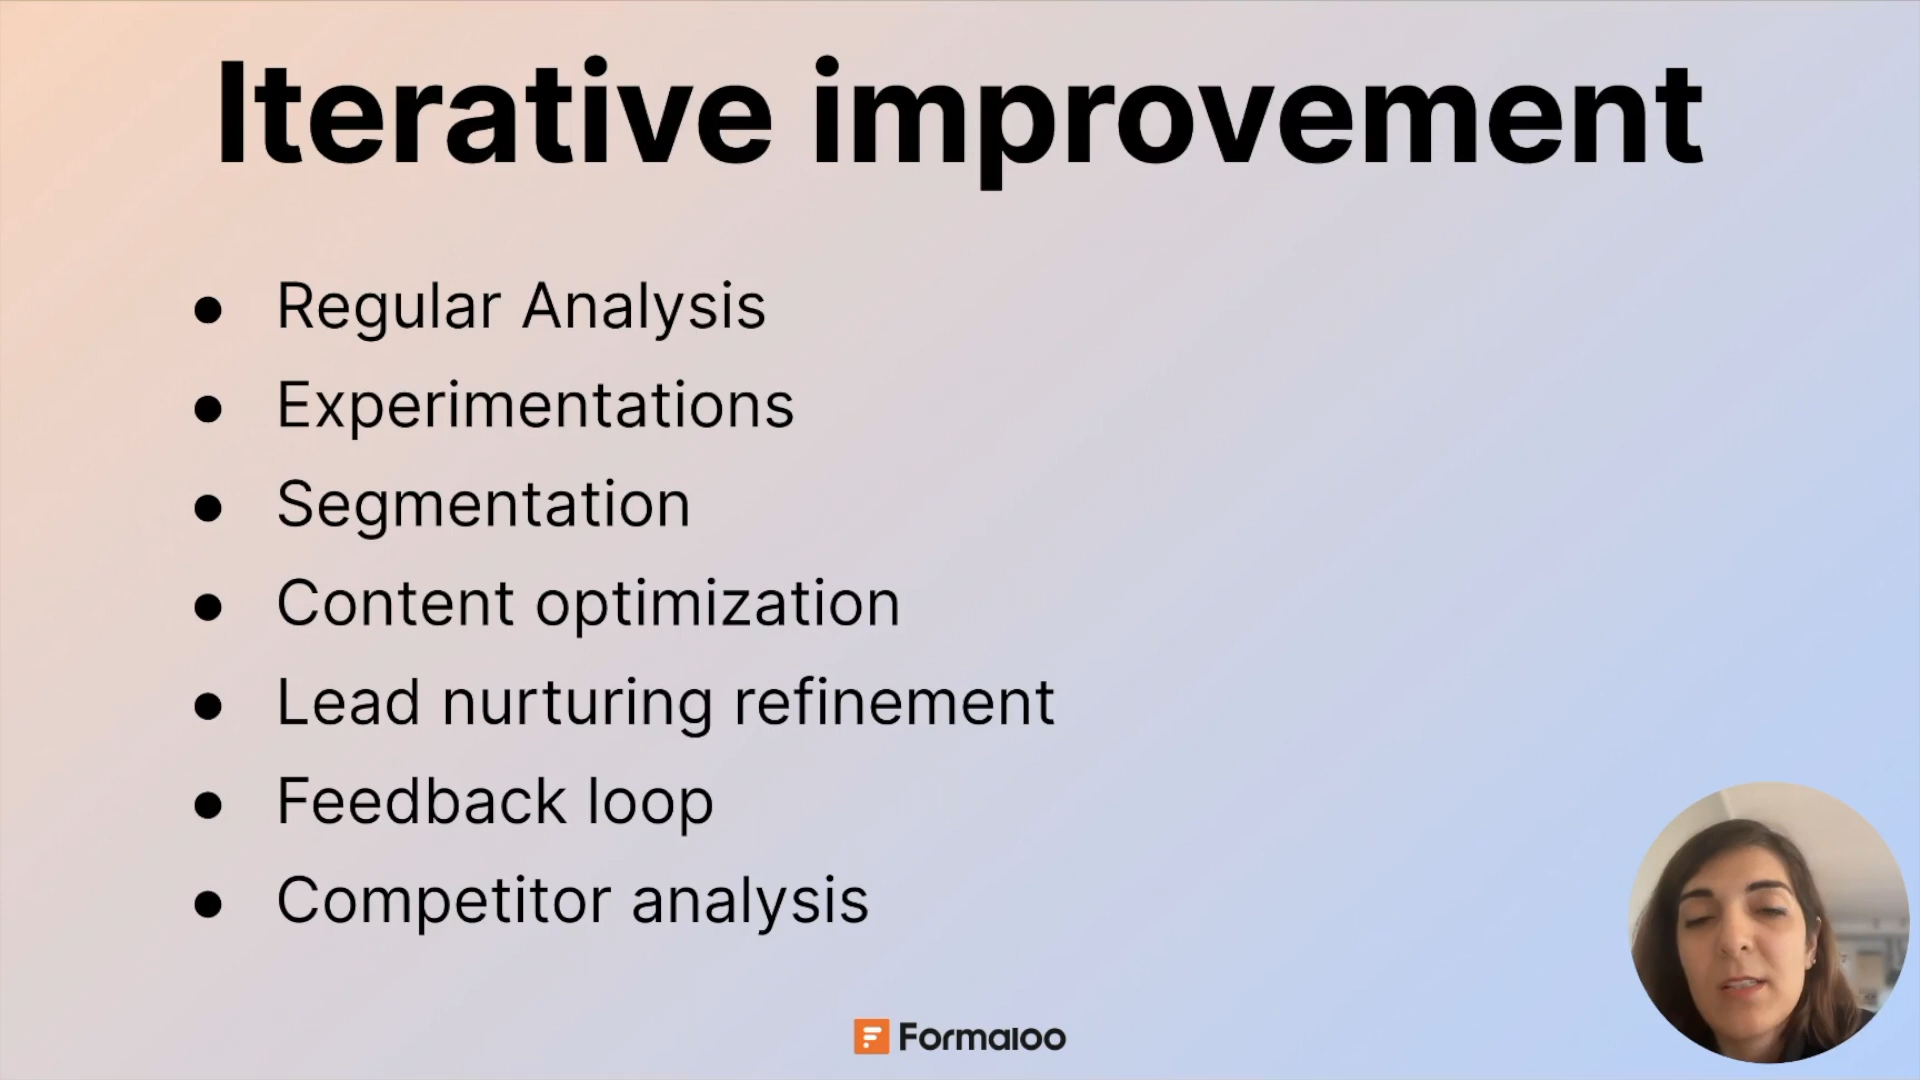 Iterative improvement
● Regular Analysis
● Experimentations
● Segmentation
● Content optimization
● Lead nurturing refinement
● Feedback loop
● Competitor analysis
Formaloo